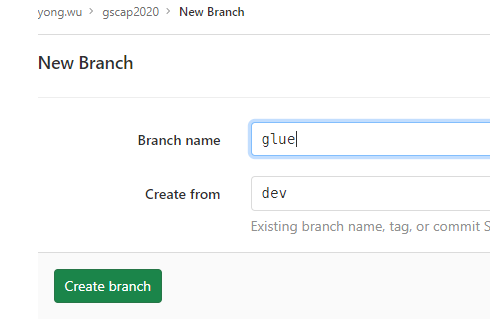 yong.wu > gscap2020 > New Branch
New Branch
Branch name glue
Create from dev
Existing branch name, tag, or commit S
Create branch